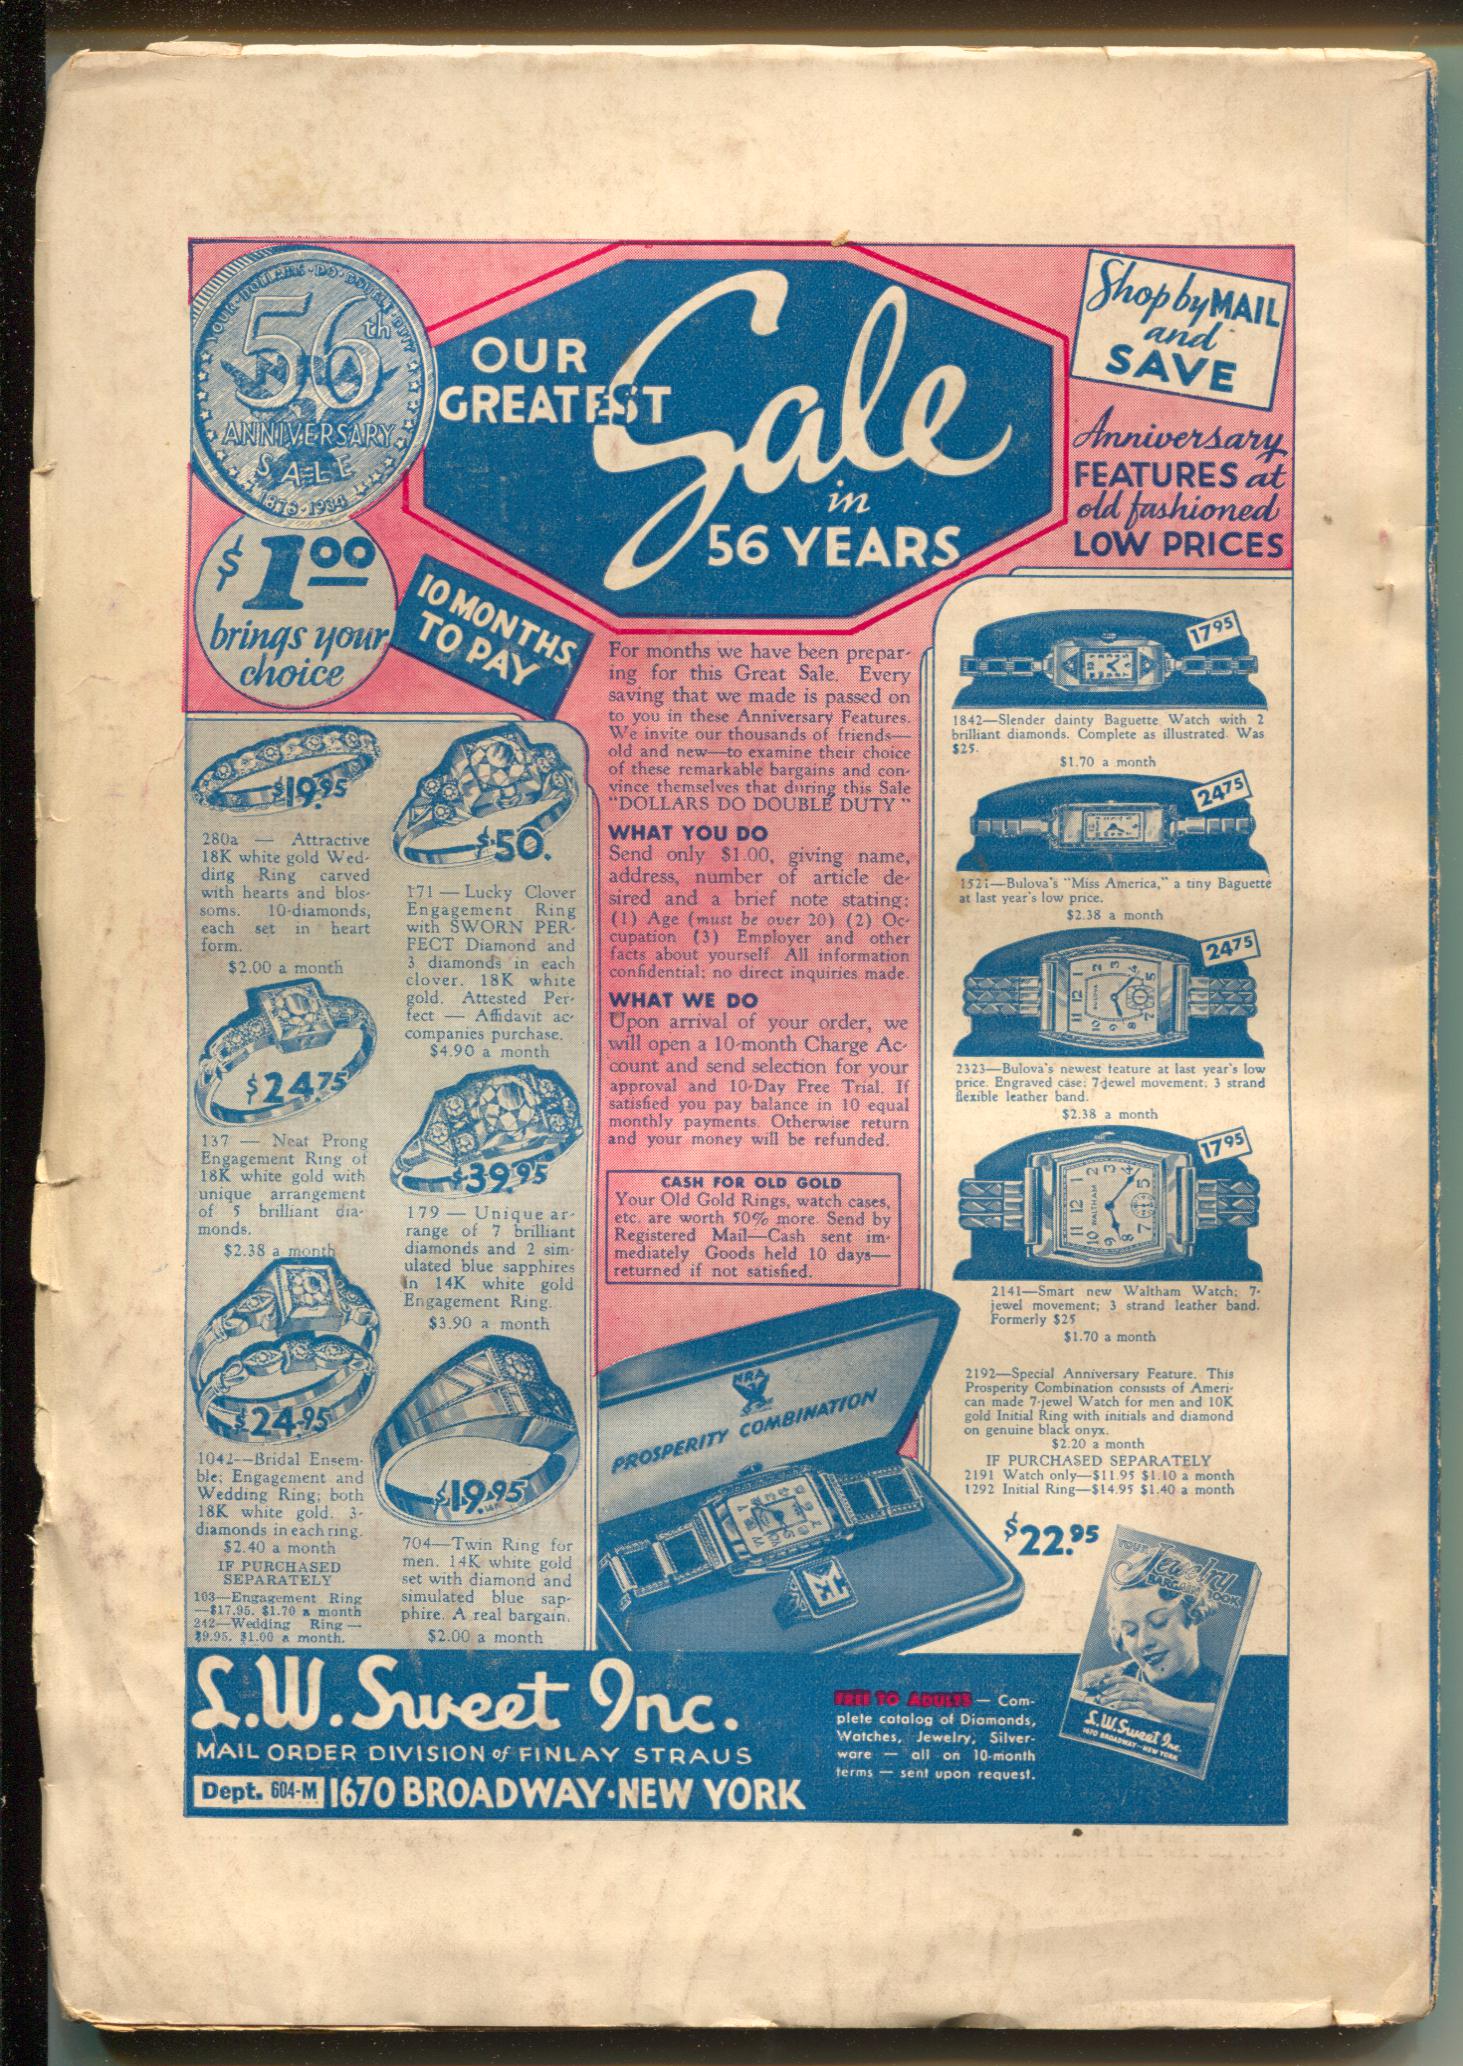 YOUR·DOLLARS·DO·DOUBLE·DUTY
56th
ANNIVERSARY
SALE
1878-1934
OUR
GREATEST
Sale
in
56 YEARS
Shop by MAIL
and
SAVE
Anniversary
FEATURES at
old fashioned
LOW PRICES
$1.00
brings your
choice
10 MONTHS
TO PAY
$19.95
280a — Attractive
18K white gold Wed-
ding Ring carved
with hearts and blos-
soms. 10-diamonds,
each set in heart
form.
$2.00 a month
$24.75
137 — Neat Prong
Engagement Ring of
18K white gold with
unique arrangement
of 5 brilliant dia-
monds.
$2.38 a month
$24.95
1042—Bridal Ensem-
ble; Engagement and
Wedding Ring; both
18K white gold. 3-
diamonds in each ring.
$2.40 a month
IF PURCHASED
SEPARATELY
103—Engagement Ring
—$17.95. $1.70 a month
242—Wedding Ring—
$9.95. $1.00 a month.
$50.
171 — Lucky Clover
Engagement Ring
with SWORN PER-
FECT Diamond and
3 diamonds in each
clover. 18K white
gold. Attested Per-
fect — Affidavit ac-
companies purchase.
$4.90 a month
$39.95
179 — Unique ar-
range of 7 brilliant
diamonds and 2 sim-
ulated blue sapphires
in 14K white gold
Engagement Ring.
$3.90 a month
$19.95
704—Twin Ring for
men. 14K white gold
set with diamond and
simulated blue sap-
phire. A real bargain.
$2.00 a month
For months we have been prepar-
ing for this Great Sale. Every
saving that we made is passed on
to you in these Anniversary Features.
We invite our thousands of friends—
old and new—to examine their choice
of these remarkable bargains and con-
vince themselves that during this Sale
"DOLLARS DO DOUBLE DUTY"
WHAT YOU DO
Send only $1.00, giving name,
address, number of article de-
sired and a brief note stating:
(1) Age (must be over 20) (2) Oc-
cupation (3) Employer and other
facts about yourself. All information
confidential; no direct inquiries made.
WHAT WE DO
Upon arrival of your order, we
will open a 10-month Charge Ac-
count and send selection for your
approval and 10-Day Free Trial. If
satisfied you pay balance in 10 equal
monthly payments. Otherwise return
and your money will be refunded.
CASH FOR OLD GOLD
Your Old Gold Rings, watch cases,
etc. are worth 50% more. Send by
Registered Mail—Cash sent im-
mediately Goods held 10 days—
returned if not satisfied.
NRA
PROSPERITY COMBINATION
17.95
1842—Slender dainty Baguette Watch with 2
brilliant diamonds. Complete as illustrated. Was
$25.
$1.70 a month
24.75
1521—Bulova's "Miss America," a tiny Baguette
at last year's low price.
$2.38 a month
24.75
2323—Bulova's newest feature at last year's low
price. Engraved case; 7-jewel movement; 3 strand
flexible leather band.
$2.38 a month
17.95
WALTHAM
2141—Smart new Waltham Watch; 7-
jewel movement; 3 strand leather band.
Formerly $25
$1.70 a month
2192—Special Anniversary Feature. This
Prosperity Combination consists of Ameri-
can made 7-jewel Watch for men and 10K
gold Initial Ring with initials and diamond
on genuine black onyx.
$2.20 a month
IF PURCHASED SEPARATELY
2191 Watch only—$11.95 $1.10 a month
1292 Initial Ring—$14.95 $1.40 a month
$22.95
YOUR
Jewelry
BARGAIN BOOK
L.W. Sweet Inc.
1670 BROADWAY—NEW YORK
L.W. Sweet Inc.
MAIL ORDER DIVISION of FINLAY STRAUS
Dept. 604-M 1670 BROADWAY·NEW YORK
FREE TO ADULTS — Com-
plete catalog of Diamonds,
Watches, Jewelry, Silver-
ware — all on 10-month
terms — sent upon request.